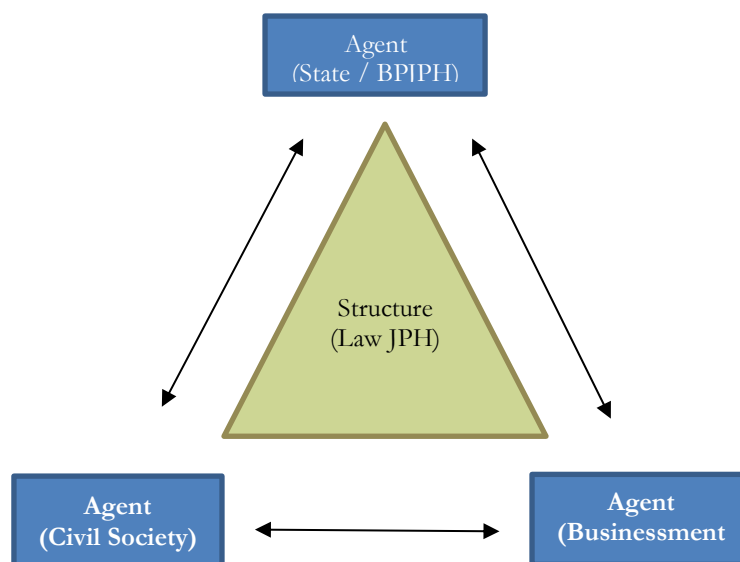 Agent
(State / BPJPH)
Structure
(Law JPH)
Agent
(Civil Society)
Agent
(Businessment